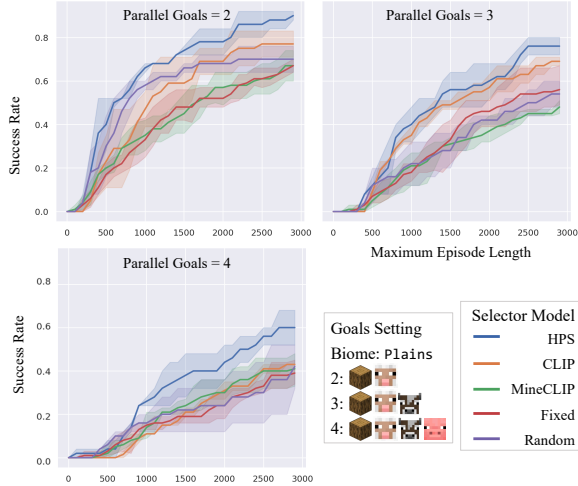 Parallel Goals = 2
Success Rate
0.8
0.6
0.4
0.2
0.0
0 500 1000 1500 2000 2500 3000
Parallel Goals = 3
0 500 1000 1500 2000 2500 3000
Maximum Episode Length
Parallel Goals = 4
Success Rate
0.8
0.6
0.4
0.2
0.0
0 500 1000 1500 2000 2500 3000
Goals Setting
Biome: Plains
2:
3:
4:
Selector Model
HPS
CLIP
MineCLIP
Fixed
Random